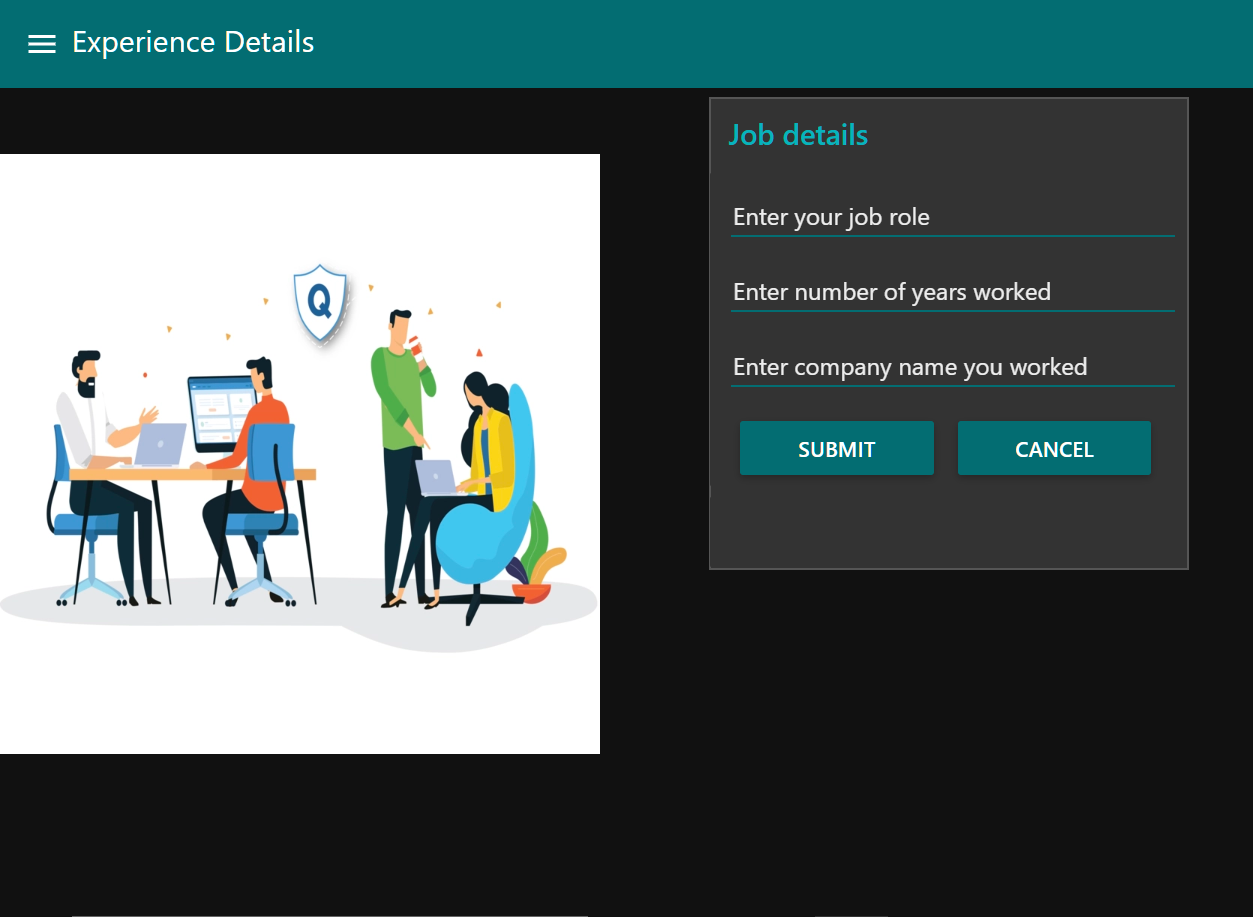 Experience Details
Job details
Enter your job role
Enter number of years worked
Enter company name you worked
SUBMIT CANCEL
Q